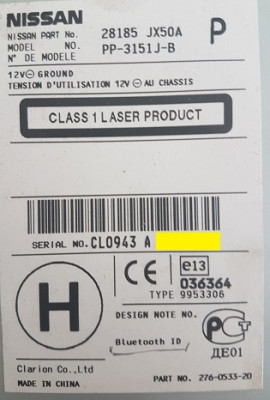 NISSAN
NISSAN PART No. 28185 JX50A P
MODEL NO. PP-3151J-B
N° DE MODELE
12V⊖ GROUND
TENSION D'UTILISATION 12V⊖ AU CHASSIS
CLASS 1 LASER PRODUCT
SERIAL NO. CL0943 A
CE e13
036364
TYPE 9953306
H
DESIGN NOTE NO.
Bluetooth ID
ДЕ01
Clarion Co.,Ltd
MADE IN CHINA
PART NO. 276-0533-20